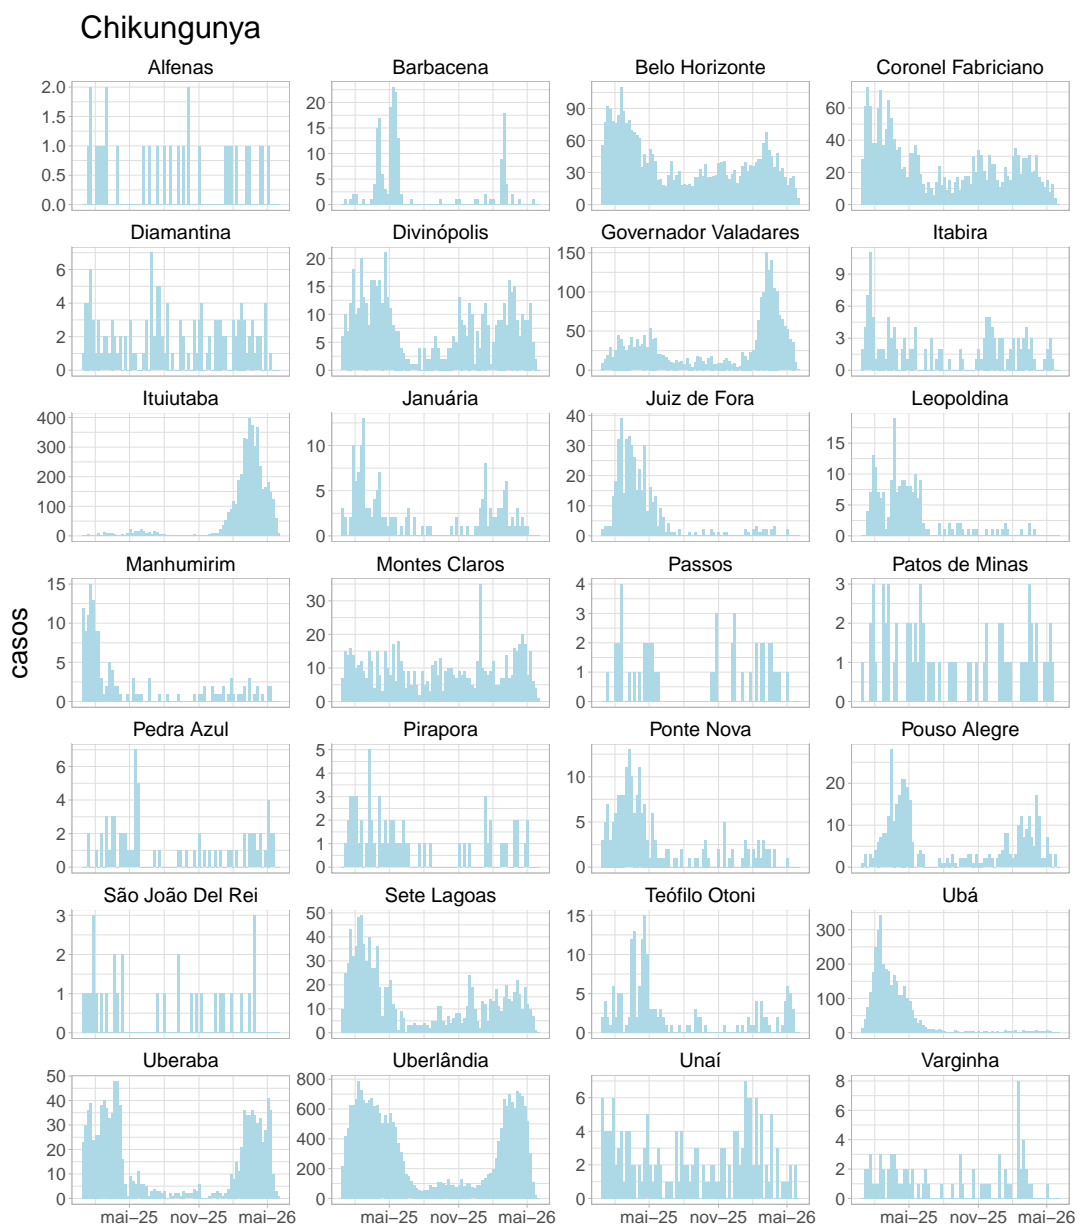 Chikungunya
Alfenas Barbacena Belo Horizonte Coronel Fabriciano
2.0 1.5 1.0 0.5 0.0
20 15 10 5 0
90 60 30 0
60 40 20 0
Diamantina Divinópolis Governador Valadares Itabira
6 4 2 0
20 15 10 5 0
150 100 50 0
9 6 3 0
Ituiutaba Januária Juiz de Fora Leopoldina
400 300 200 100 0
10 5 0
40 30 20 10 0
15 10 5 0
casos
Manhumirim Montes Claros Passos Patos de Minas
15 10 5 0
30 20 10 0
4 3 2 1 0
3 2 1 0
Pedra Azul Pirapora Ponte Nova Pouso Alegre
6 4 2 0
5 4 3 2 1 0
10 5 0
20 10 0
São João Del Rei Sete Lagoas Teófilo Otoni Ubá
3 2 1 0
50 40 30 20 10 0
15 10 5 0
300 200 100 0
Uberaba Uberlândia Unaí Varginha
50 40 30 20 10 0
800 600 400 200 0
6 4 2 0
8 6 4 2 0
mai–25 nov–25 mai–26 mai–25 nov–25 mai–26 mai–25 nov–25 mai–26 mai–25 nov–25 mai–26